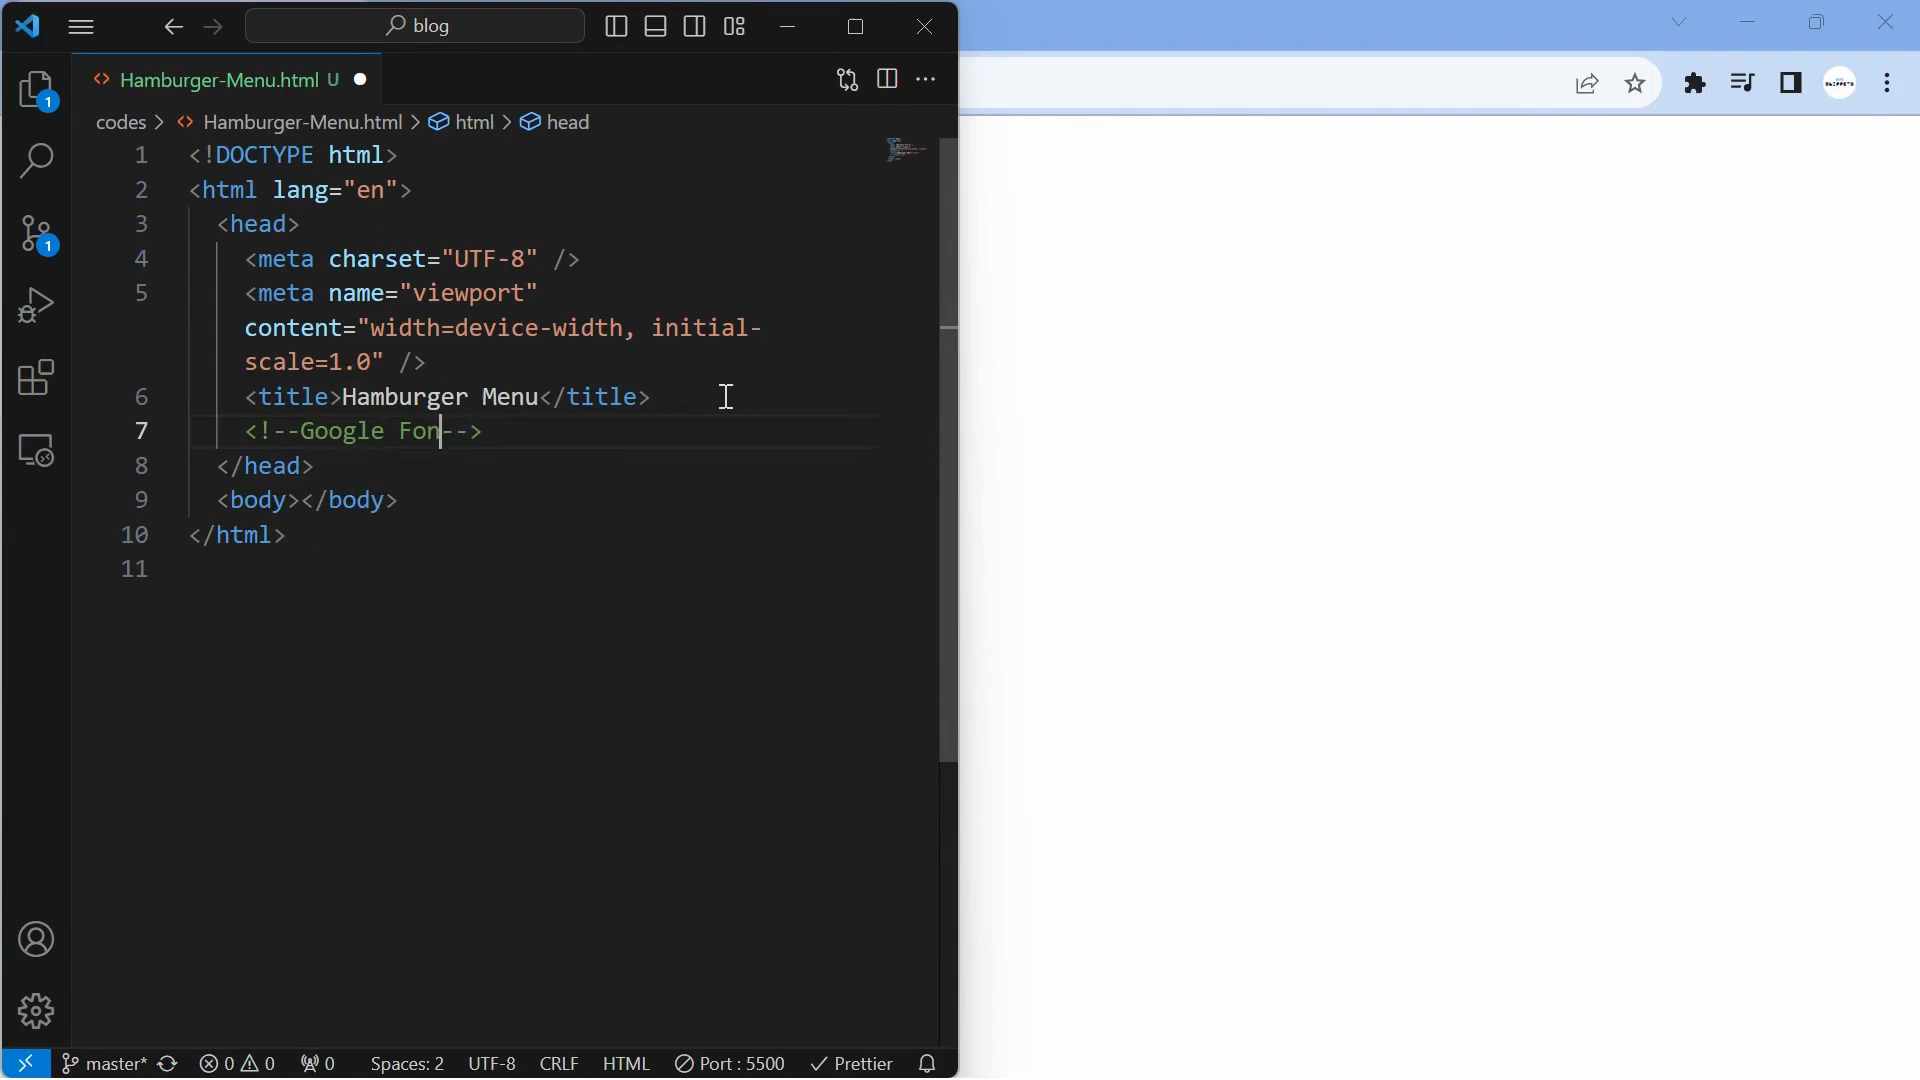 blog
Hamburger-Menu.html U
codes > Hamburger-Menu.html > html > head
1 <!DOCTYPE html>
2 <html lang="en">
3 <head>
4 <meta charset="UTF-8" />
5 <meta name="viewport"
content="width=device-width, initial-
scale=1.0" />
6 <title>Hamburger Menu</title>
7 <!--Google Fon-->
8 </head>
9 <body></body>
10 </html>
11
1
1
master* 0 0 0 Spaces: 2 UTF-8 CRLF HTML Port : 5500 Prettier